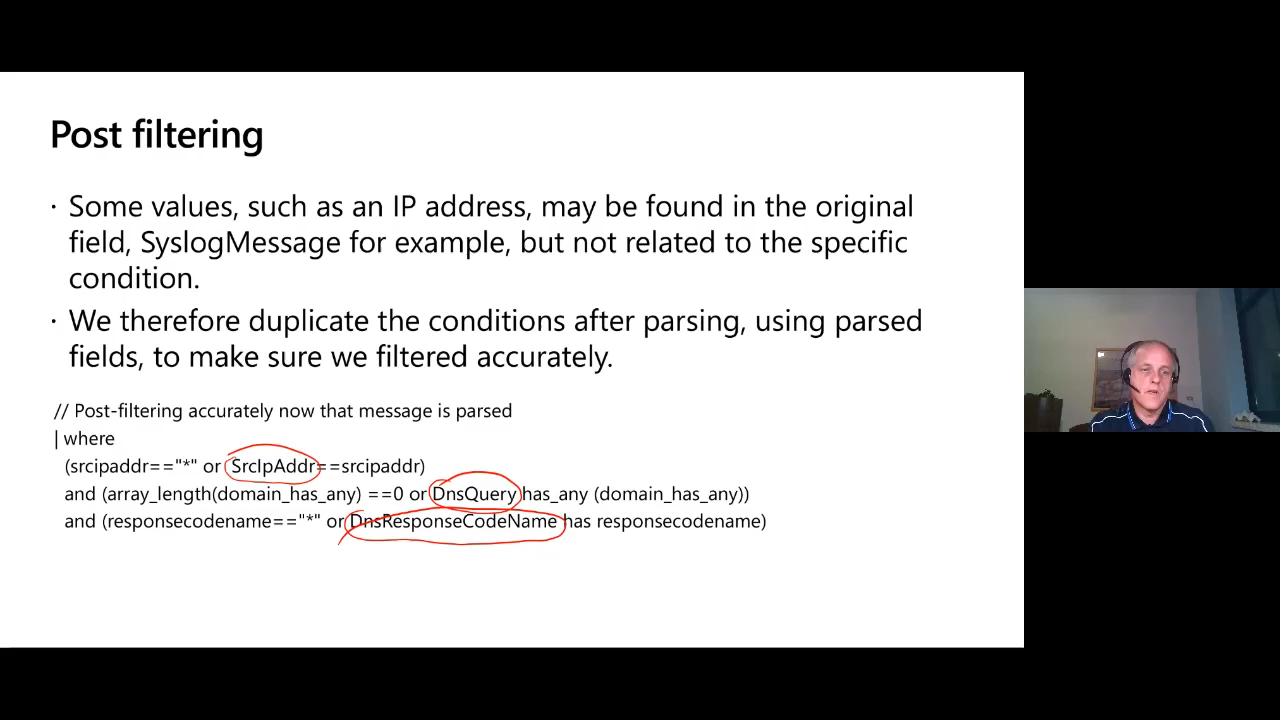 Post filtering
· Some values, such as an IP address, may be found in the original
field, SyslogMessage for example, but not related to the specific
condition.
· We therefore duplicate the conditions after parsing, using parsed
fields, to make sure we filtered accurately.
// Post-filtering accurately now that message is parsed
| where
(srcipaddr=="*" or SrcIpAddr==srcipaddr)
and (array_length(domain_has_any) ==0 or DnsQuery has_any (domain_has_any))
and (responsecodename=="*" or DnsResponseCodeName has responsecodename)